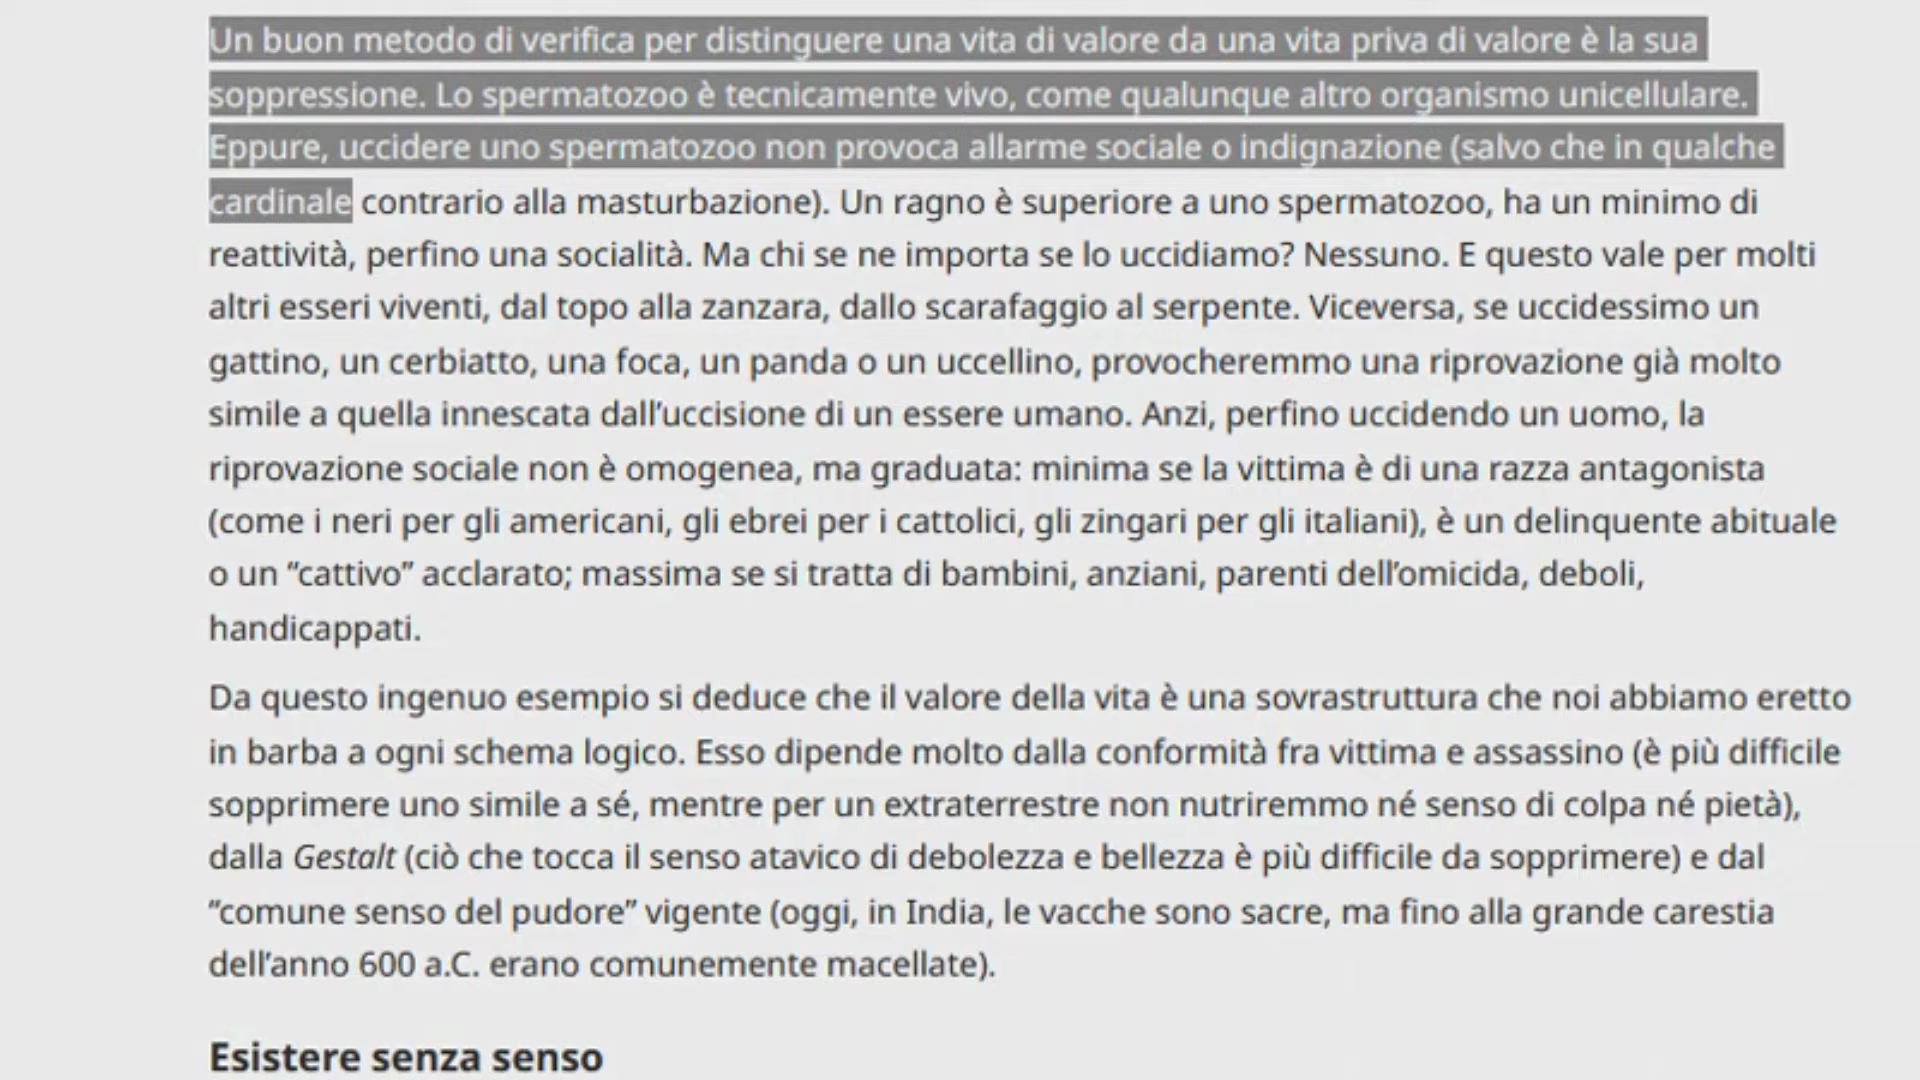 Un buon metodo di verifica per distinguere una vita di valore da una vita priva di valore è la sua
soppressione. Lo spermatozoo è tecnicamente vivo, come qualunque altro organismo unicellulare.
Eppure, uccidere uno spermatozoo non provoca allarme sociale o indignazione (salvo che in qualche
cardinale contrario alla masturbazione). Un ragno è superiore a uno spermatozoo, ha un minimo di
reattività, perfino una socialità. Ma chi se ne importa se lo uccidiamo? Nessuno. E questo vale per molti
altri esseri viventi, dal topo alla zanzara, dallo scarafaggio al serpente. Viceversa, se uccidessimo un
gattino, un cerbiatto, una foca, un panda o un uccellino, provocheremmo una riprovazione già molto
simile a quella innescata dall’uccisione di un essere umano. Anzi, perfino uccidendo un uomo, la
riprovazione sociale non è omogenea, ma graduata: minima se la vittima è di una razza antagonista
(come i neri per gli americani, gli ebrei per i cattolici, gli zingari per gli italiani), è un delinquente abituale
o un “cattivo” acclarato; massima se si tratta di bambini, anziani, parenti dell’omicida, deboli,
handicappati.
Da questo ingenuo esempio si deduce che il valore della vita è una sovrastruttura che noi abbiamo eretto
in barba a ogni schema logico. Esso dipende molto dalla conformità fra vittima e assassino (è più difficile
sopprimere uno simile a sé, mentre per un extraterrestre non nutriremmo né senso di colpa né pietà),
dalla Gestalt (ciò che tocca il senso atavico di debolezza e bellezza è più difficile da sopprimere) e dal
“comune senso del pudore” vigente (oggi, in India, le vacche sono sacre, ma fino alla grande carestia
dell’anno 600 a.C. erano comunemente macellate).
Esistere senza senso